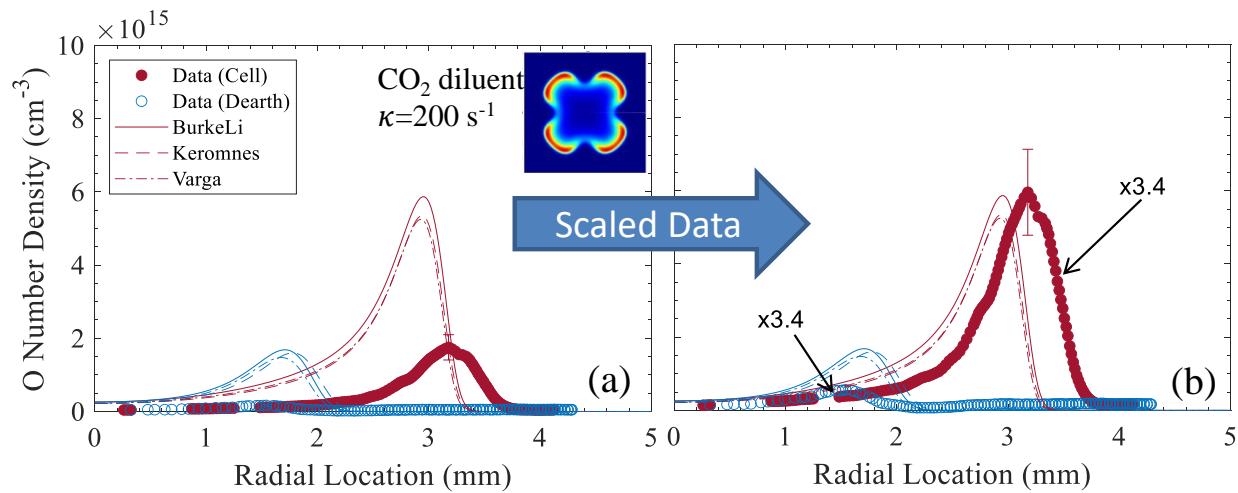 ×10^15
10
8
6
4
2
0
O Number Density (cm^-3)
Data (Cell)
Data (Dearth)
BurkeLi
Keromnes
Varga
CO₂ diluent
κ=200 s^-1
(a)
0 1 2 3 4 5
Radial Location (mm)
Scaled Data
x3.4
x3.4
(b)
0 1 2 3 4 5
Radial Location (mm)